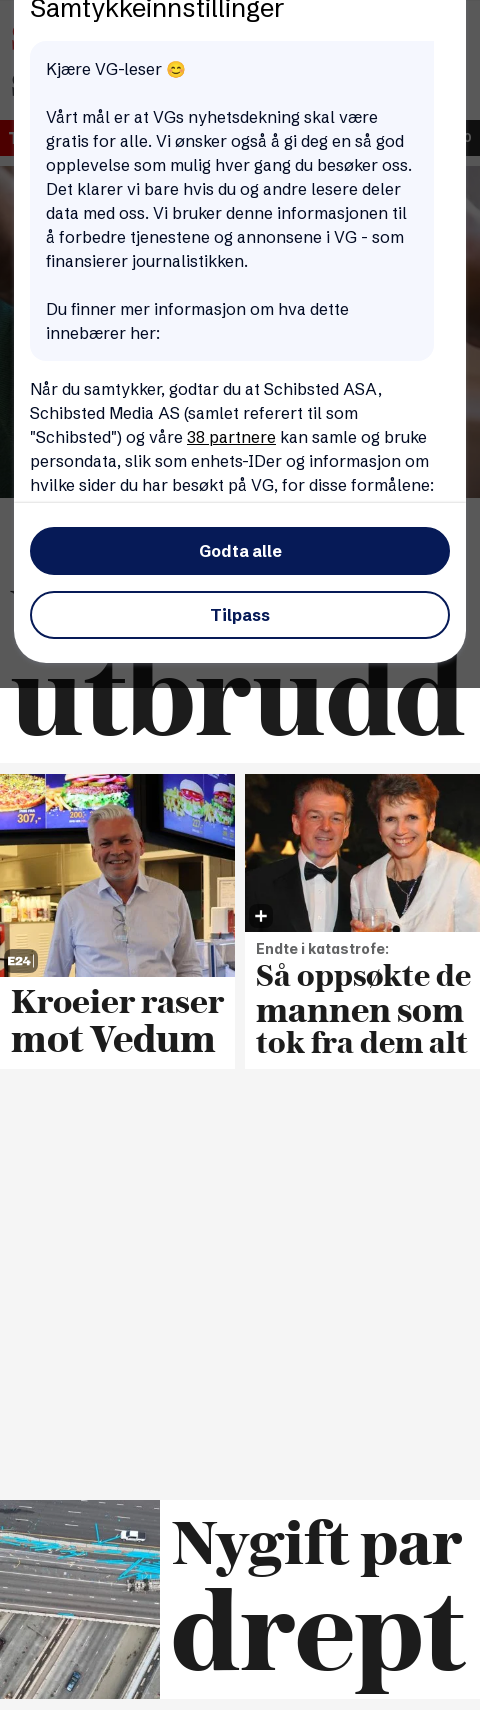 Samtykkeinnstillinger
Kjære VG-leser 😊
Vårt mål er at VGs nyhetsdekning skal være
gratis for alle. Vi ønsker også å gi deg en så god
opplevelse som mulig hver gang du besøker oss.
Det klarer vi bare hvis du og andre lesere deler
data med oss. Vi bruker denne informasjonen til
å forbedre tjenestene og annonsene i VG - som
finansierer journalistikken.
Du finner mer informasjon om hva dette
innebærer her:
Når du samtykker, godtar du at Schibsted ASA,
Schibsted Media AS (samlet referert til som
"Schibsted") og våre 38 partnere kan samle og bruke
persondata, slik som enhets-IDer og informasjon om
hvilke sider du har besøkt på VG, for disse formålene:
Godta alle
Tilpass
utbrudd
307,-
200,-
E24
Kroeier raser
mot Vedum
Endte i katastrofe:
Så oppsøkte de
mannen som
tok fra dem alt
Nygift par
drept